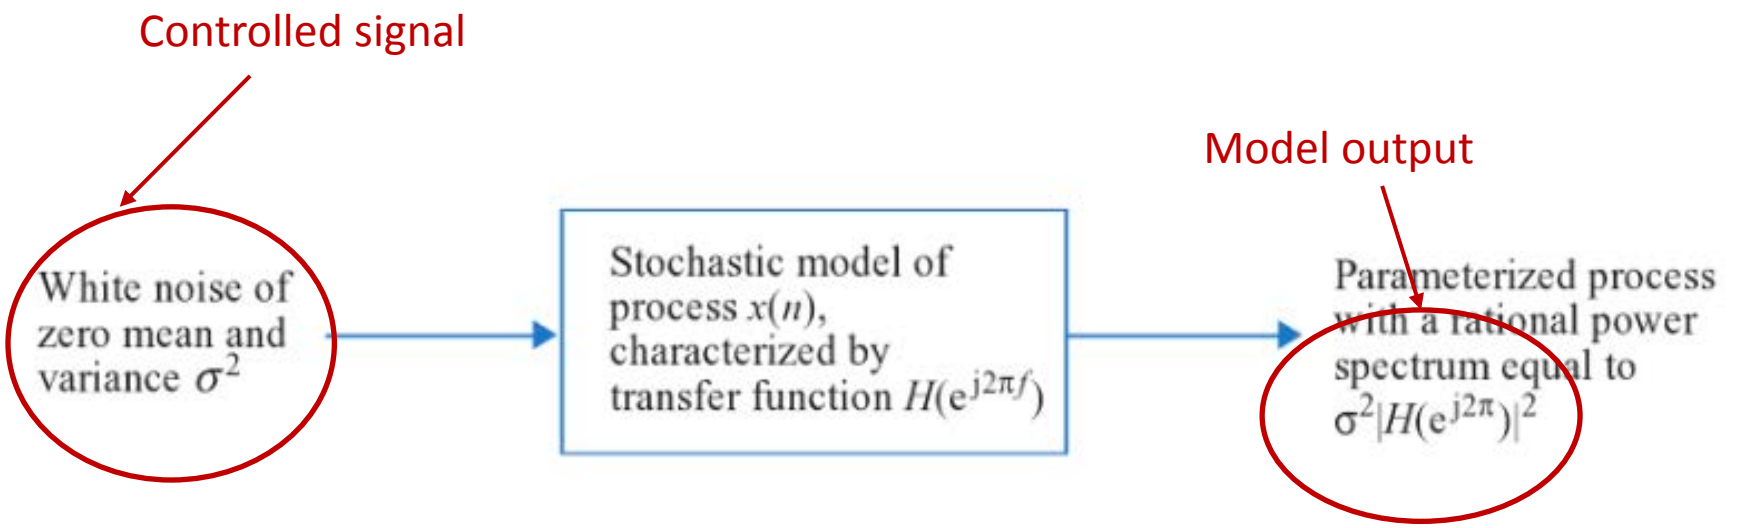 Controlled signal
Model output
White noise of
zero mean and
variance σ²
Stochastic model of
process x(n),
characterized by
transfer function H(e^{j2πf})
Parameterized process
with a rational power
spectrum equal to
σ²|H(e^{j2π})|²